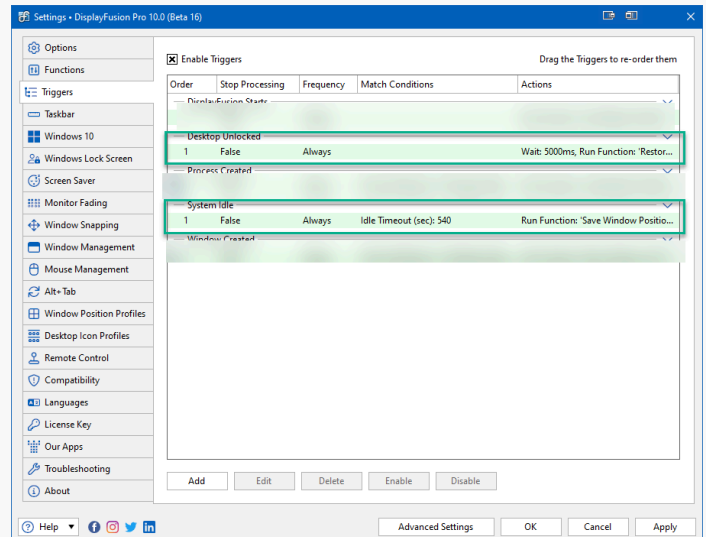 Settings • DisplayFusion Pro 10.0 (Beta 16)
Options
Functions
Triggers
Taskbar
Windows 10
Windows Lock Screen
Screen Saver
Monitor Fading
Window Snapping
Window Management
Mouse Management
Alt+Tab
Window Position Profiles
Desktop Icon Profiles
Remote Control
Compatibility
Languages
License Key
Our Apps
Troubleshooting
About
Enable Triggers
Drag the Triggers to re-order them
Order Stop Processing Frequency Match Conditions Actions
DisplayFusion Starts
Desktop Unlocked
1 False Always Wait: 5000ms, Run Function: 'Restor...
Process Created
System Idle
1 False Always Idle Timeout (sec): 540 Run Function: 'Save Window Positio...
Window Created
Add Edit Delete Enable Disable
Help
Advanced Settings OK Cancel Apply